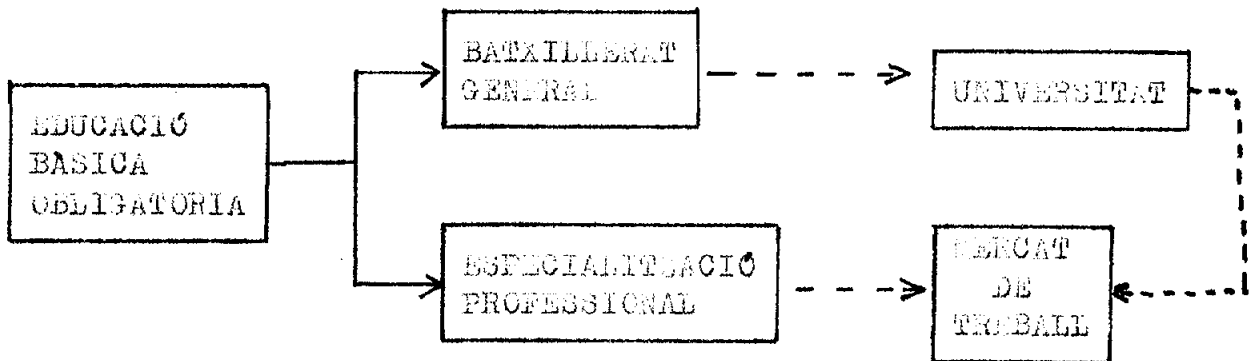 BATXILLERAT
GENERAL
UNIVERSITAT
EDUCACIÓ
BASICA
OBLIGATORIA
ESPECIALITZACIÓ
PROFESSIONAL
MERCAT
DE
TREBALL